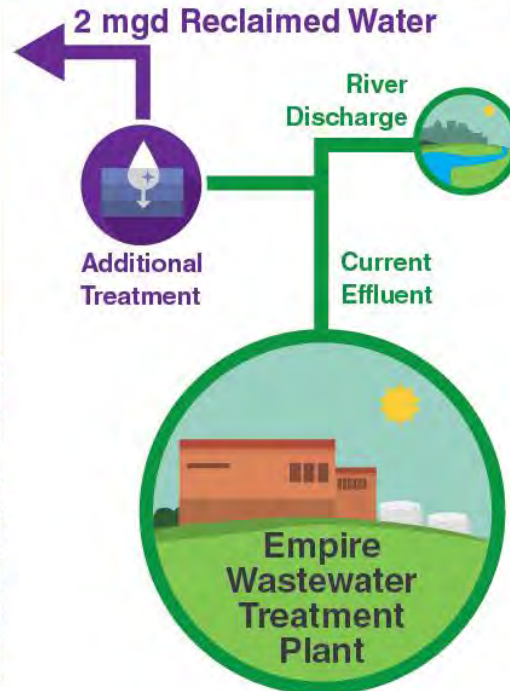 2 mgd Reclaimed Water
River
Discharge
Additional
Treatment
Current
Effluent
Empire
Wastewater
Treatment
Plant